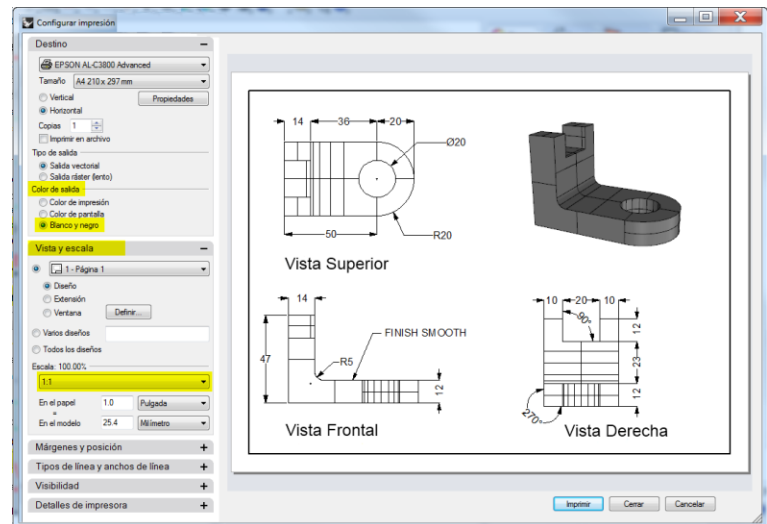 Configurar impresión
Destino
EPSON AL-C3800 Advanced
Tamaño A4 210 x 297 mm
Vertical
Propiedades
Horizontal
Copias 1
Imprimir en archivo
Tipo de salida
Salida vectorial
Salida ráster (lento)
Color de salida
Color de impresión
Color de pantalla
Blanco y negro
Vista y escala
1 - Página 1
Diseño
Extensión
Ventana Definir...
Varios diseños
Todos los diseños
Escala: 100.00%
1:1
En el papel 1.0 Pulgada
=
En el modelo 25.4 Milímetro
Márgenes y posición
Tipos de línea y anchos de línea
Visibilidad
Detalles de impresora
14 36 20
Ø20
50
R20
Vista Superior
14
47
R5
FINISH SMOOTH
12
Vista Frontal
10 20 10
90°
12
23
12
270°
Vista Derecha
Imprimir Cerrar Cancelar